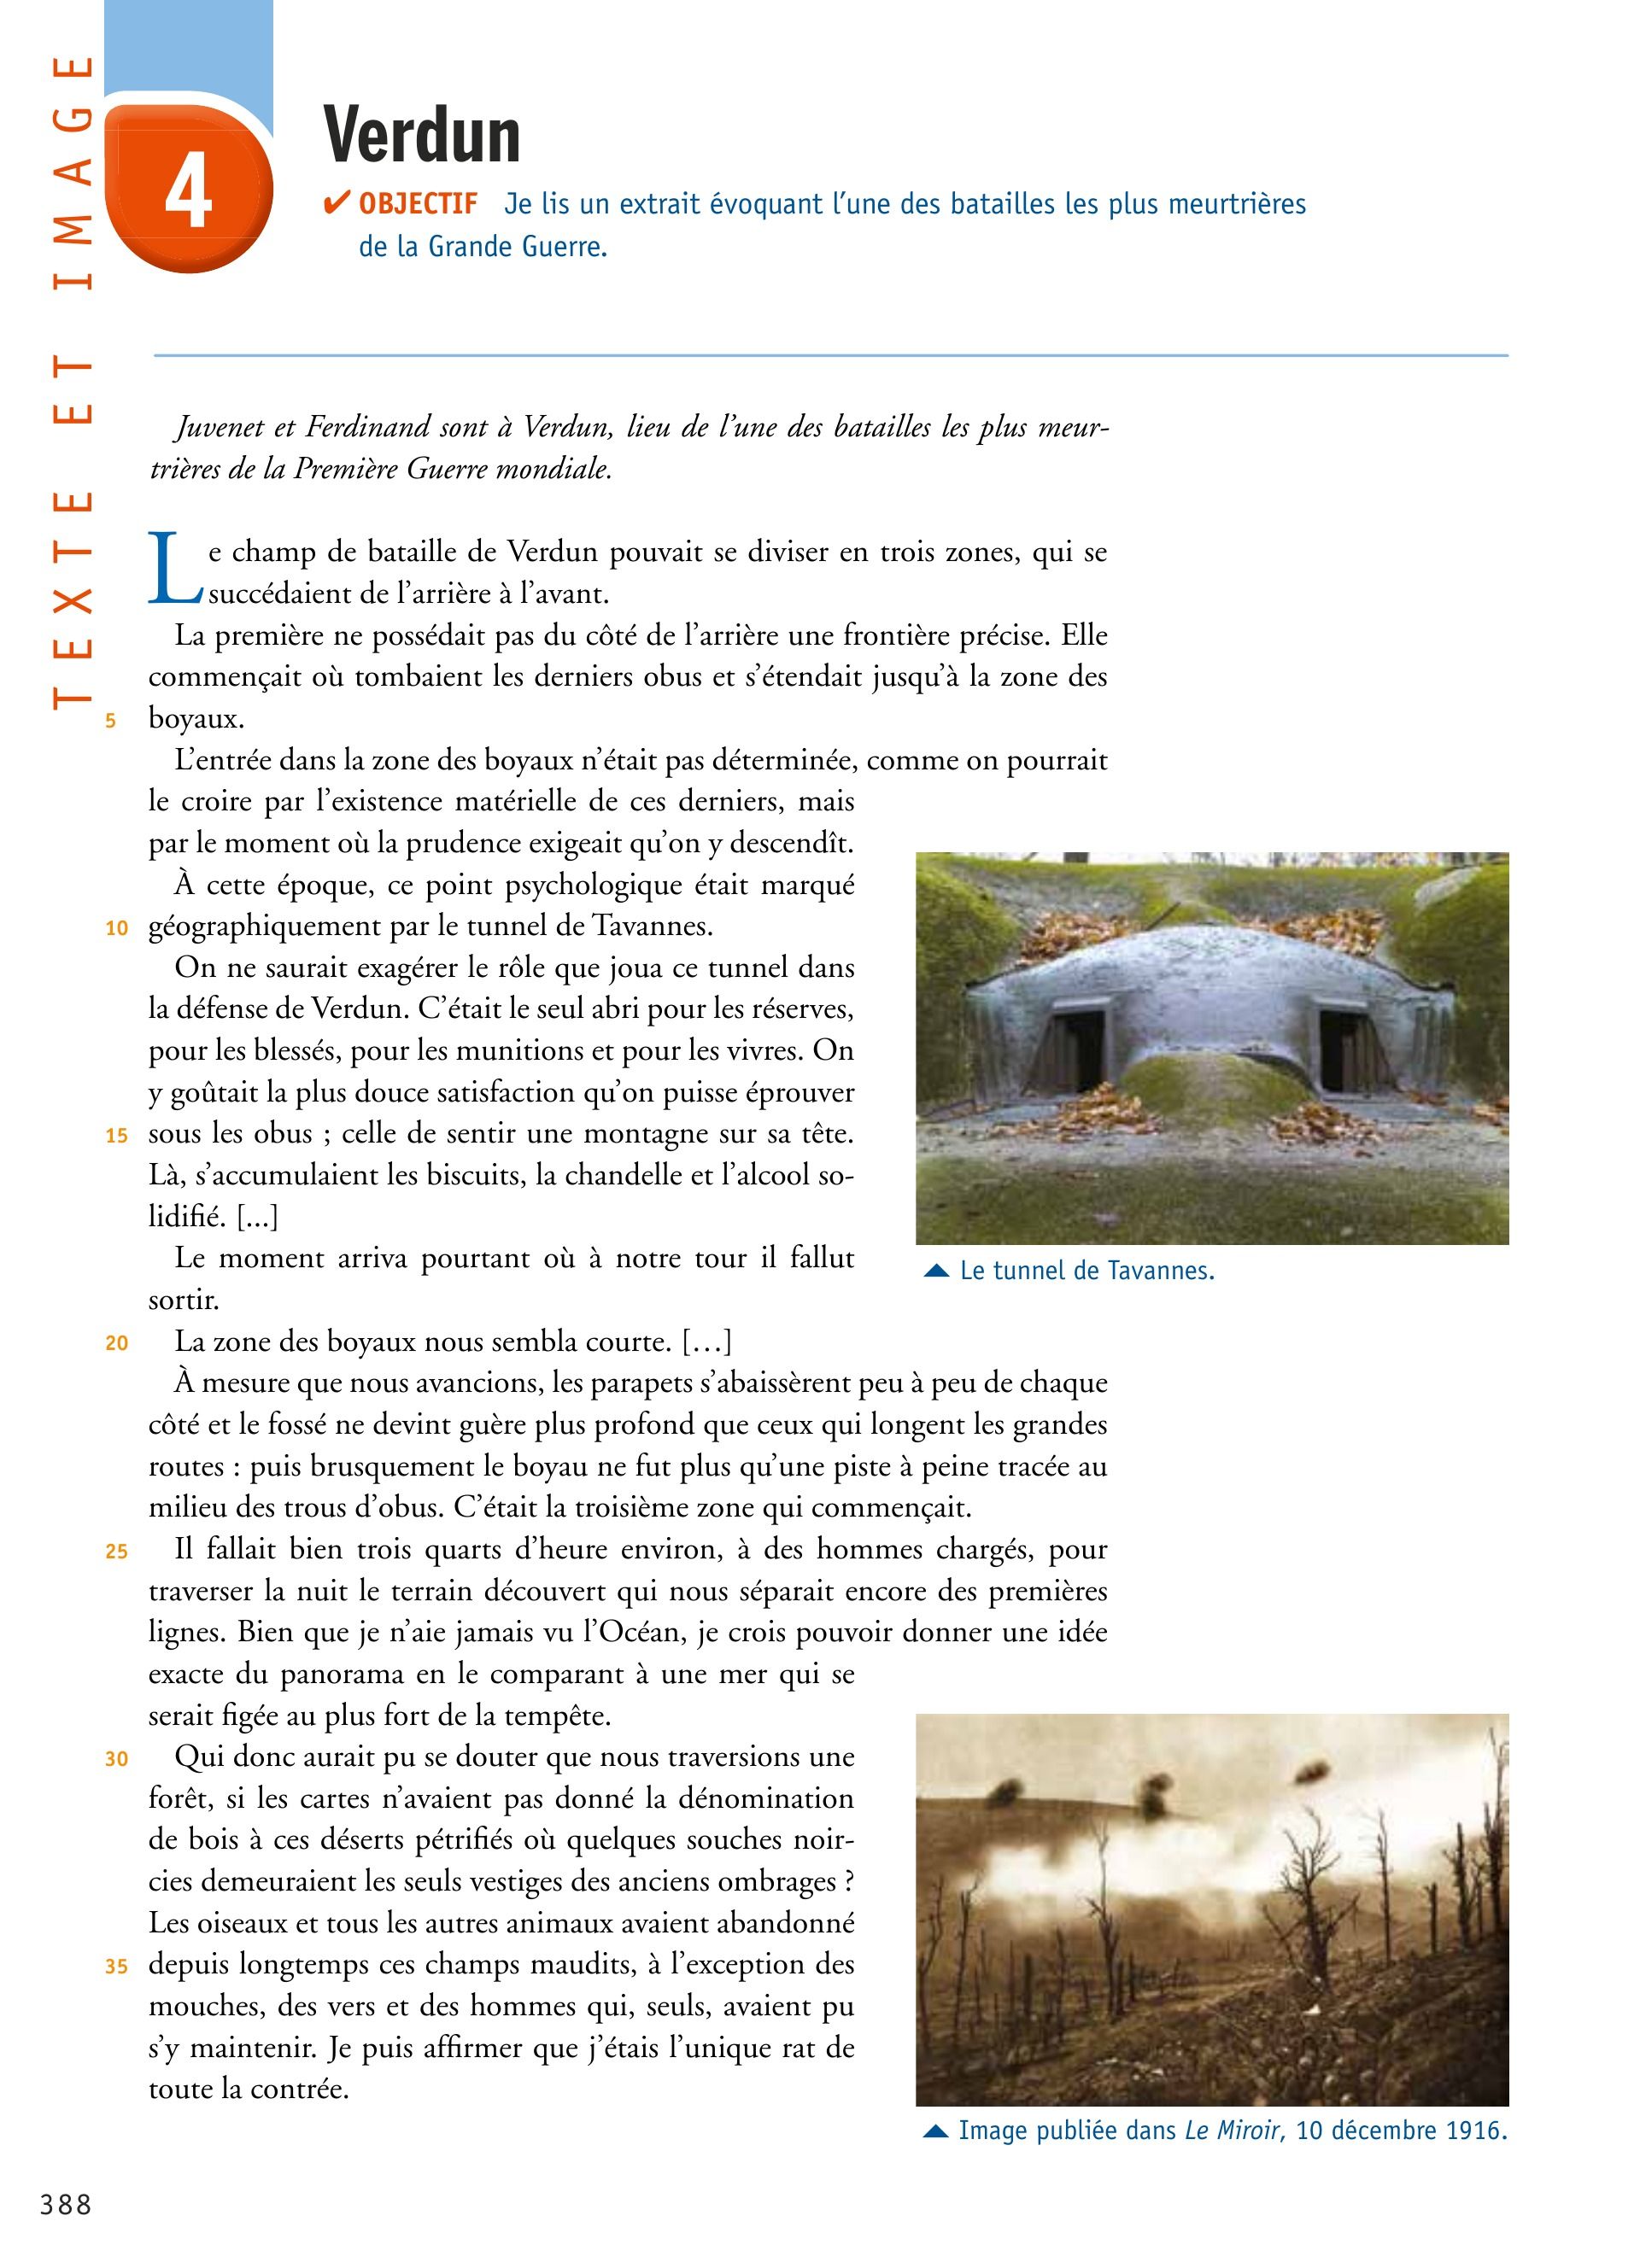 TEXTE ET IMAGE
4
Verdun
✔ OBJECTIF Je lis un extrait évoquant l’une des batailles les plus meurtrières
de la Grande Guerre.
Juvenet et Ferdinand sont à Verdun, lieu de l’une des batailles les plus meur-
trières de la Première Guerre mondiale.
Le champ de bataille de Verdun pouvait se diviser en trois zones, qui se
succédaient de l’arrière à l’avant.
La première ne possédait pas du côté de l’arrière une frontière précise. Elle
commençait où tombaient les derniers obus et s’étendait jusqu’à la zone des
5 boyaux.
L’entrée dans la zone des boyaux n’était pas déterminée, comme on pourrait
le croire par l’existence matérielle de ces derniers, mais
par le moment où la prudence exigeait qu’on y descendît.
À cette époque, ce point psychologique était marqué
10 géographiquement par le tunnel de Tavannes.
On ne saurait exagérer le rôle que joua ce tunnel dans
la défense de Verdun. C’était le seul abri pour les réserves,
pour les blessés, pour les munitions et pour les vivres. On
y goûtait la plus douce satisfaction qu’on puisse éprouver
15 sous les obus ; celle de sentir une montagne sur sa tête.
Là, s’accumulaient les biscuits, la chandelle et l’alcool so-
lidifié. [...]
Le moment arriva pourtant où à notre tour il fallut
sortir.
▲ Le tunnel de Tavannes.
20 La zone des boyaux nous sembla courte. […]
À mesure que nous avancions, les parapets s’abaissèrent peu à peu de chaque
côté et le fossé ne devint guère plus profond que ceux qui longent les grandes
routes : puis brusquement le boyau ne fut plus qu’une piste à peine tracée au
milieu des trous d’obus. C’était la troisième zone qui commençait.
25 Il fallait bien trois quarts d’heure environ, à des hommes chargés, pour
traverser la nuit le terrain découvert qui nous séparait encore des premières
lignes. Bien que je n’aie jamais vu l’Océan, je crois pouvoir donner une idée
exacte du panorama en le comparant à une mer qui se
serait figée au plus fort de la tempête.
30 Qui donc aurait pu se douter que nous traversions une
forêt, si les cartes n’avaient pas donné la dénomination
de bois à ces déserts pétrifiés où quelques souches noir-
cies demeuraient les seuls vestiges des anciens ombrages ?
Les oiseaux et tous les autres animaux avaient abandonné
35 depuis longtemps ces champs maudits, à l’exception des
mouches, des vers et des hommes qui, seuls, avaient pu
s’y maintenir. Je puis affirmer que j’étais l’unique rat de
toute la contrée.
▲ Image publiée dans Le Miroir, 10 décembre 1916.
388